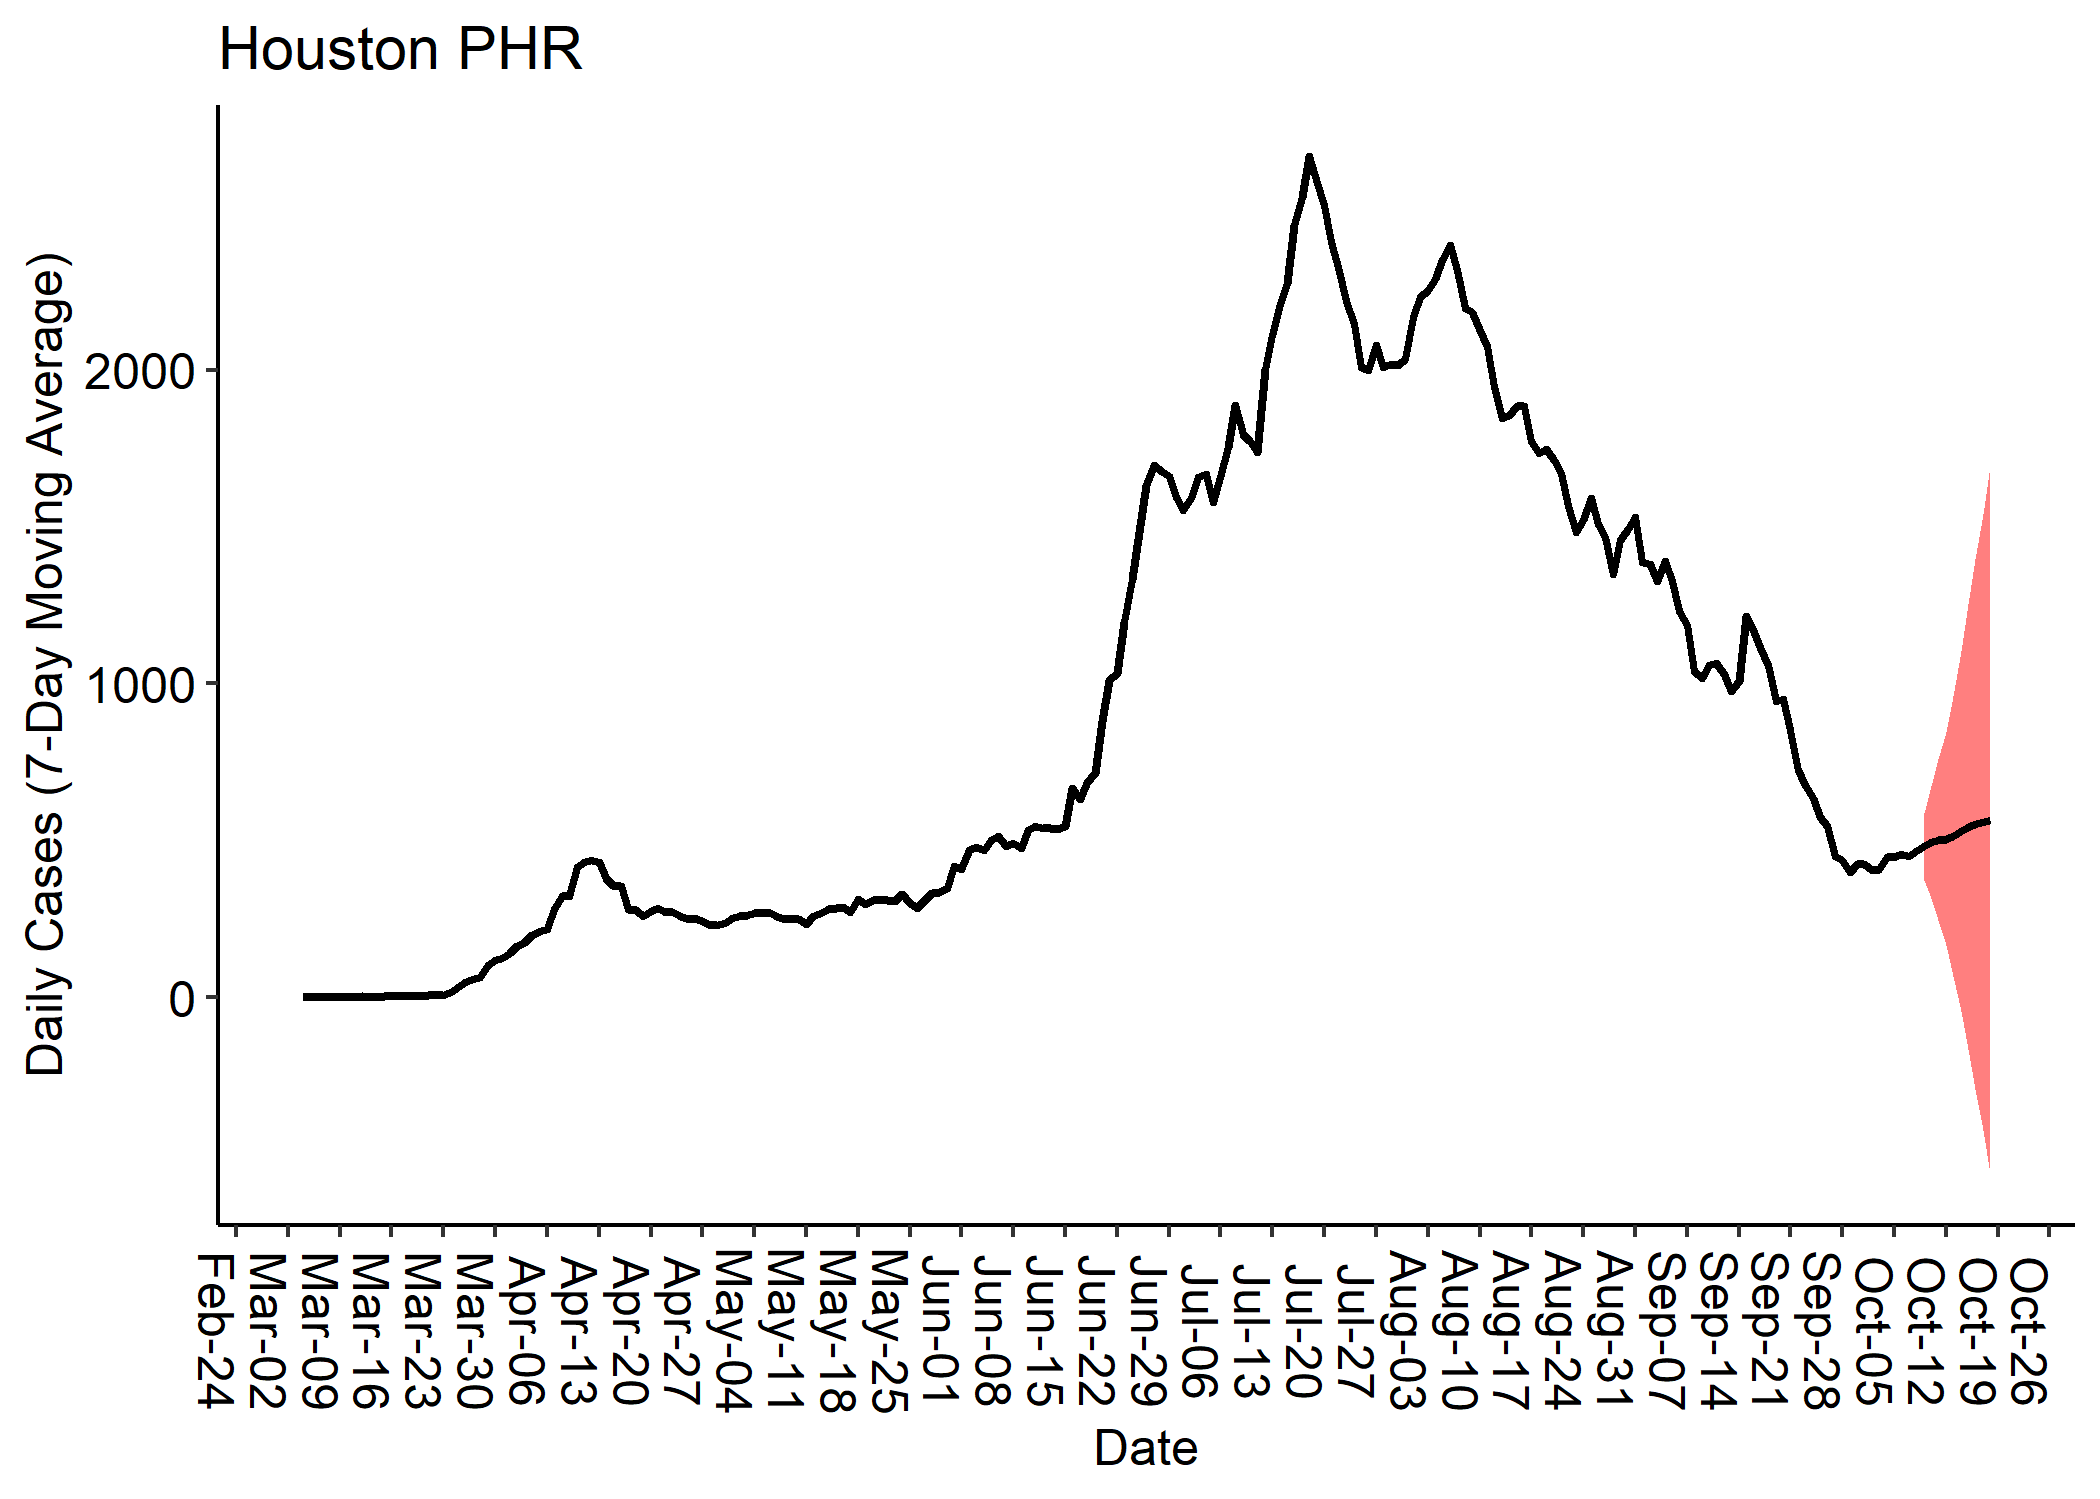 Houston PHR
Daily Cases (7-Day Moving Average)
2000
1000
0
Feb-24
Mar-02
Mar-09
Mar-16
Mar-23
Mar-30
Apr-06
Apr-13
Apr-20
Apr-27
May-04
May-11
May-18
May-25
Jun-01
Jun-08
Jun-15
Jun-22
Jun-29
Jul-06
Jul-13
Jul-20
Jul-27
Aug-03
Aug-10
Aug-17
Aug-24
Aug-31
Sep-07
Sep-14
Sep-21
Sep-28
Oct-05
Oct-12
Oct-19
Oct-26
Date